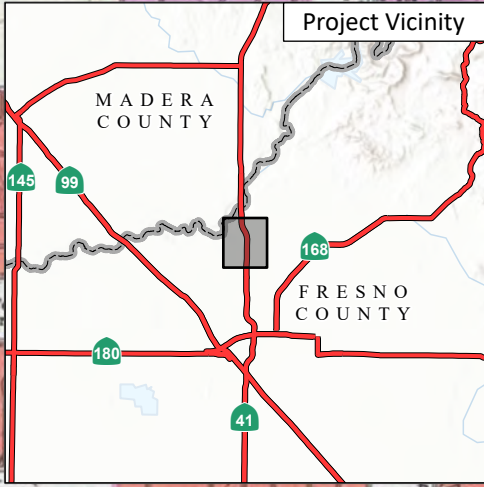 Project Vicinity
MADERA
COUNTY
145
99
168
FRESNO
COUNTY
180
41